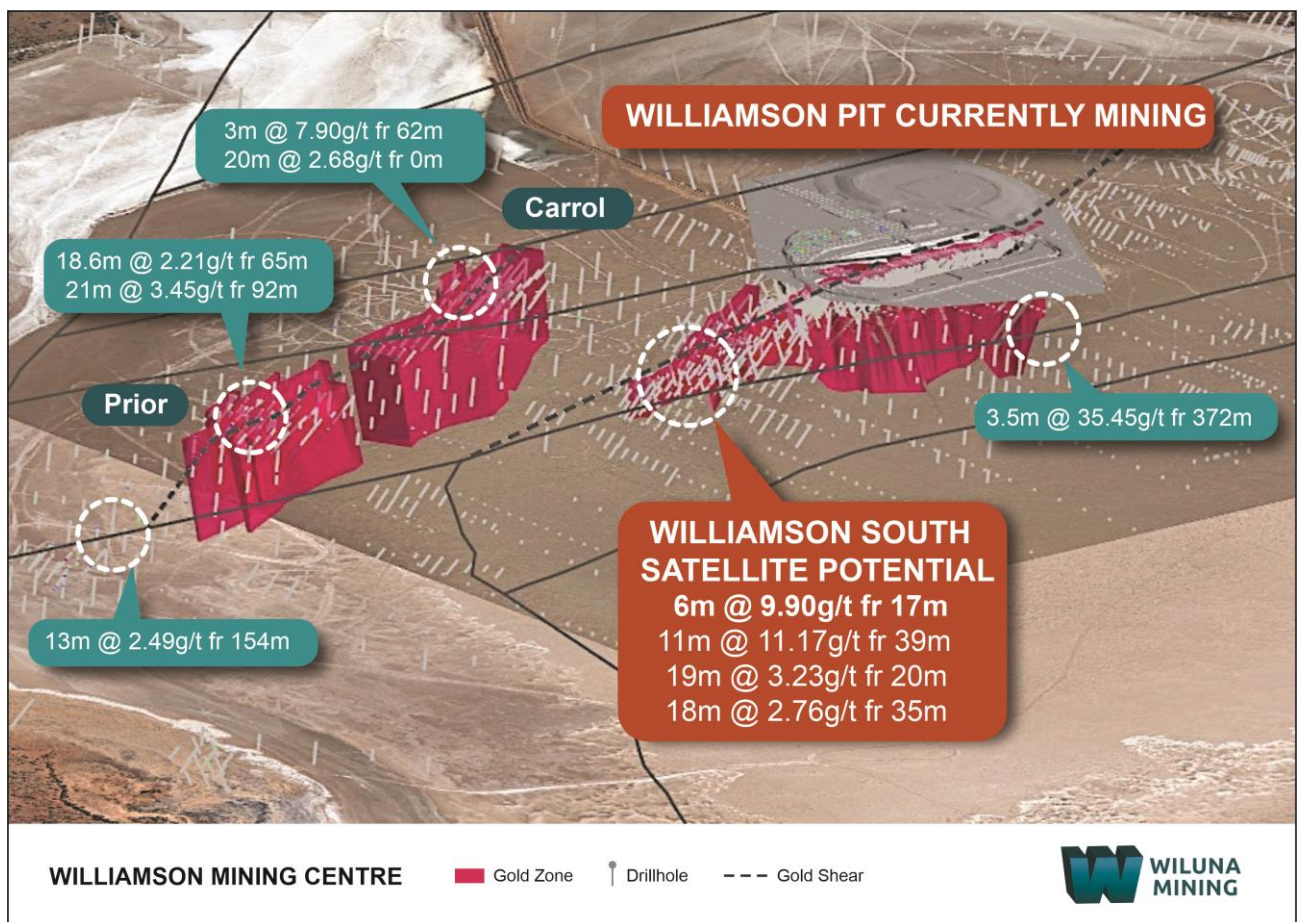 WILLIAMSON PIT CURRENTLY MINING
3m @ 7.90g/t fr 62m
20m @ 2.68g/t fr 0m
Carrol
18.6m @ 2.21g/t fr 65m
21m @ 3.45g/t fr 92m
Prior
3.5m @ 35.45g/t fr 372m
WILLIAMSON SOUTH
SATELLITE POTENTIAL
6m @ 9.90g/t fr 17m
11m @ 11.17g/t fr 39m
19m @ 3.23g/t fr 20m
18m @ 2.76g/t fr 35m
13m @ 2.49g/t fr 154m
WILLIAMSON MINING CENTRE
Gold Zone
Drillhole
Gold Shear
WILUNA
MINING